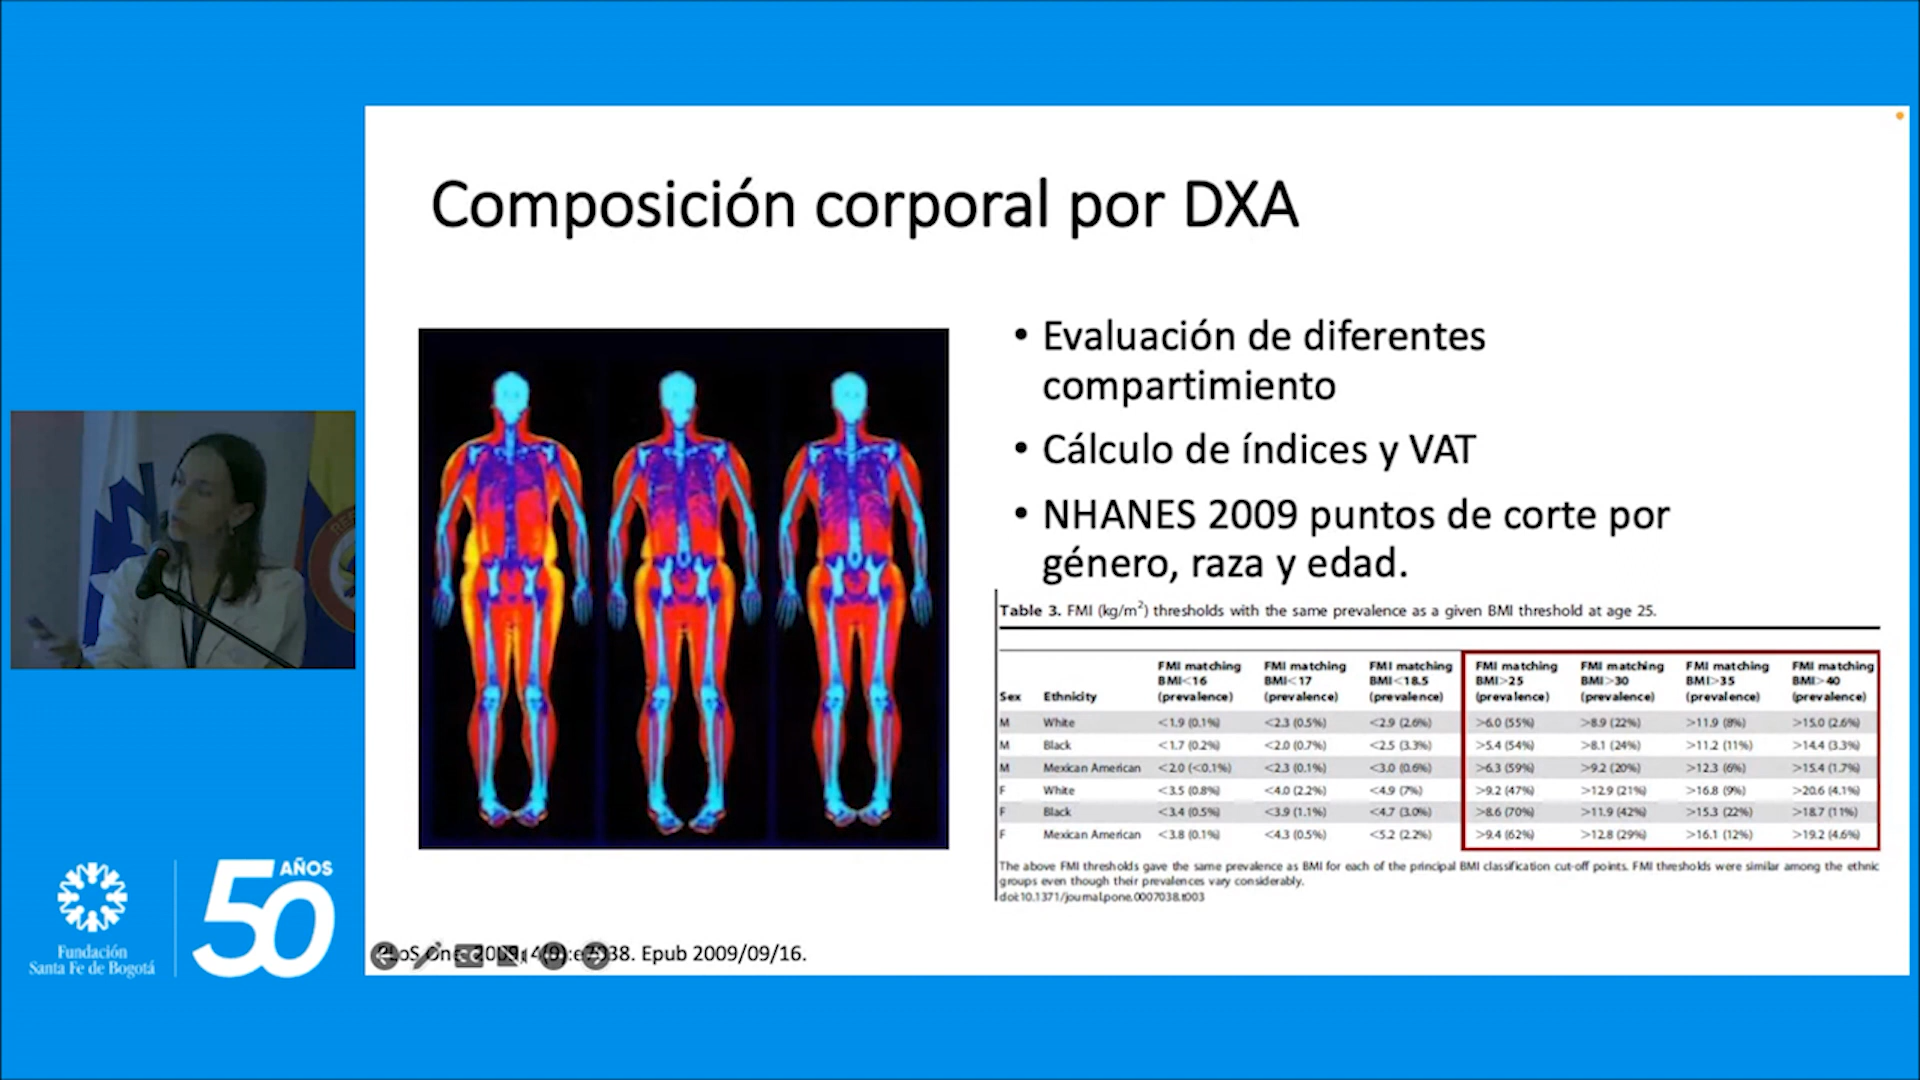 Composición corporal por DXA
• Evaluación de diferentes
compartimiento
• Cálculo de índices y VAT
• NHANES 2009 puntos de corte por
género, raza y edad.
Table 3. FMI (kg/m²) thresholds with the same prevalence as a given BMI threshold at age 25.
Sex Ethnicity FMI matching BMI<16 (prevalence) FMI matching BMI<17 (prevalence) FMI matching BMI<18.5 (prevalence) FMI matching BMI>25 (prevalence) FMI matching BMI>30 (prevalence) FMI matching BMI>35 (prevalence) FMI matching BMI>40 (prevalence)
M White <1.9 (0.1%) <2.3 (0.5%) <2.9 (2.6%) >6.0 (55%) >8.9 (22%) >11.9 (8%) >15.0 (2.6%)
M Black <1.7 (0.2%) <2.0 (0.7%) <2.5 (3.3%) >5.4 (54%) >8.1 (24%) >11.2 (11%) >14.4 (3.3%)
M Mexican American <2.0 (<0.1%) <2.3 (0.1%) <3.0 (0.6%) >6.3 (59%) >9.2 (20%) >12.3 (6%) >15.4 (1.7%)
F White <3.5 (0.8%) <4.0 (2.2%) <4.9 (7%) >9.2 (47%) >12.9 (21%) >16.8 (9%) >20.6 (4.1%)
F Black <3.4 (0.5%) <3.9 (1.1%) <4.7 (3.0%) >8.6 (70%) >11.9 (42%) >15.3 (22%) >18.7 (11%)
F Mexican American <3.8 (0.1%) <4.3 (0.5%) <5.2 (2.2%) >9.4 (62%) >12.8 (29%) >16.1 (12%) >19.2 (4.6%)
The above FMI thresholds gave the same prevalence as BMI for each of the principal BMI classification cut-off points. FMI thresholds were similar among the ethnic
groups even though their prevalences vary considerably.
doi:10.1371/journal.pone.0007038.t003
PLoS One. 2009;4(9):e7038. Epub 2009/09/16.
Fundación
Santa Fe de Bogotá
50 AÑOS